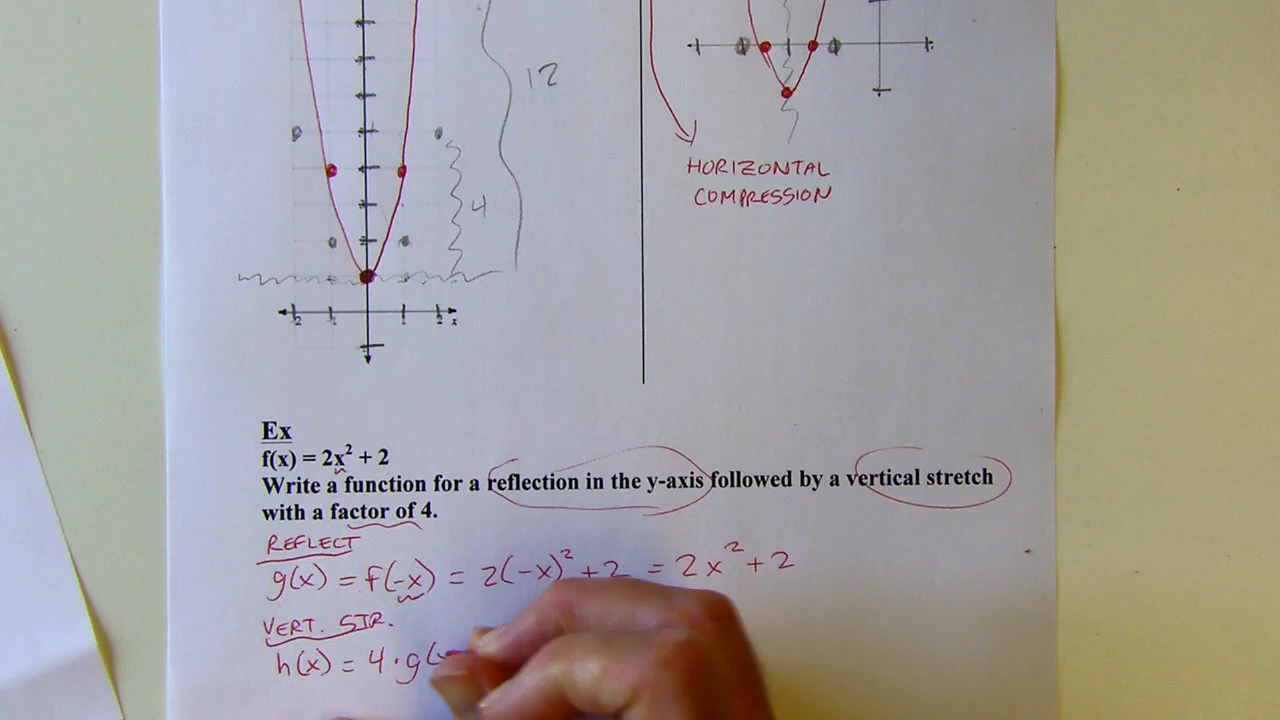 12
4
2 1 1 2 x
HORIZONTAL
COMPRESSION
Ex
f(x) = 2x² + 2
Write a function for a reflection in the y-axis followed by a vertical stretch
with a factor of 4.
REFLECT
g(x) = f(-x) = 2(-x)² + 2 = 2x² + 2
VERT. STR.
h(x) = 4 · g(